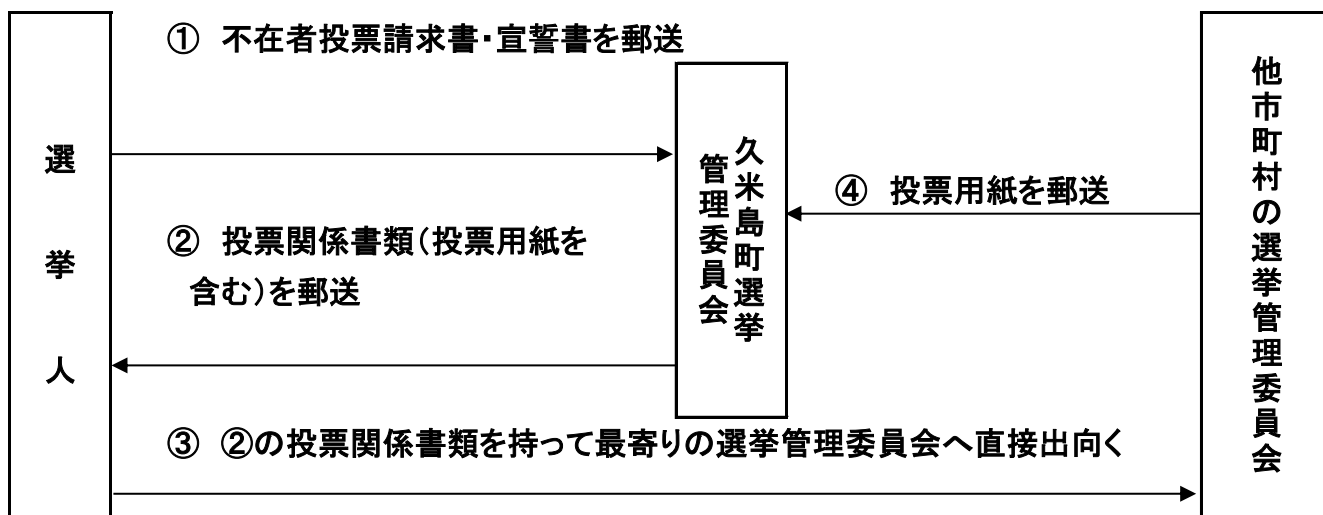 選挙人
① 不在者投票請求書・宣誓書を郵送
② 投票関係書類（投票用紙を
含む）を郵送
久米島町選挙
管理委員会
④ 投票用紙を郵送
③ ②の投票関係書類を持って最寄りの選挙管理委員会へ直接出向く
他市町村の選挙管理委員会